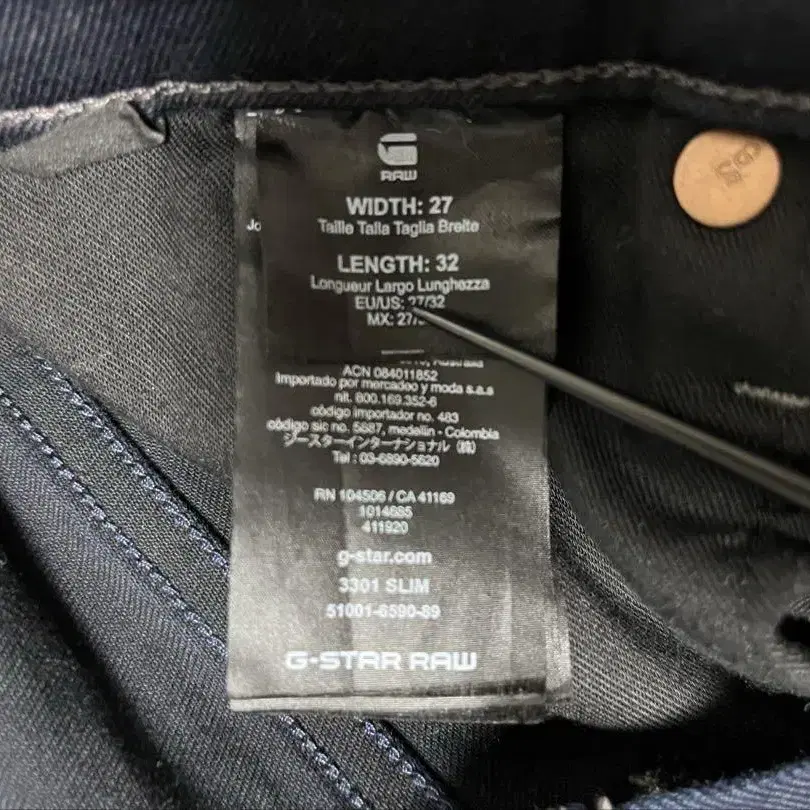 RAW
WIDTH: 27
Taille Talla Taglia Breite
LENGTH: 32
Longueur Largo Lunghezza
EU/US: 27/32
MX: 27/
ACN 084011852
Importado por mercadeo y moda s.a.s
nit. 800.169.352-6
código importador no. 483
código sic no. 5887, medellin - Colombia
ジースターインターナショナル (株)
Tel : 03-6890-5620
RN 104506 / CA 41169
1014685
411920
g-star.com
3301 SLIM
51001-6590-89
G-STAR RAW